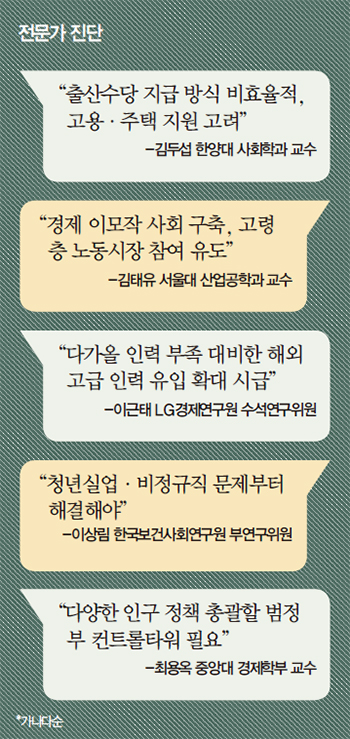 전문가 진단
“출산수당 지급 방식 비효율적,
고용·주택 지원 고려”
–김두섭 한양대 사회학과 교수
“경제 이모작 사회 구축, 고령
층 노동시장 참여 유도”
–김태유 서울대 산업공학과 교수
“다가올 인력 부족 대비한 해외
고급 인력 유입 확대 시급”
–이근태 LG경제연구원 수석연구위원
“청년실업·비정규직 문제부터
해결해야”
–이상림 한국보건사회연구원 부연구위원
“다양한 인구 정책 총괄할 범정
부 컨트롤타워 필요”
–최용옥 중앙대 경제학부 교수
*가나다순